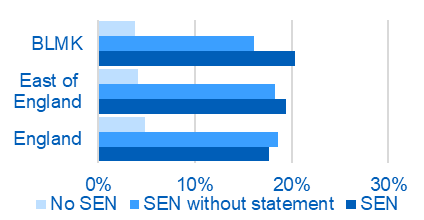 BLMK
East of
England
England
0% 10% 20% 30%
No SEN SEN without statement SEN